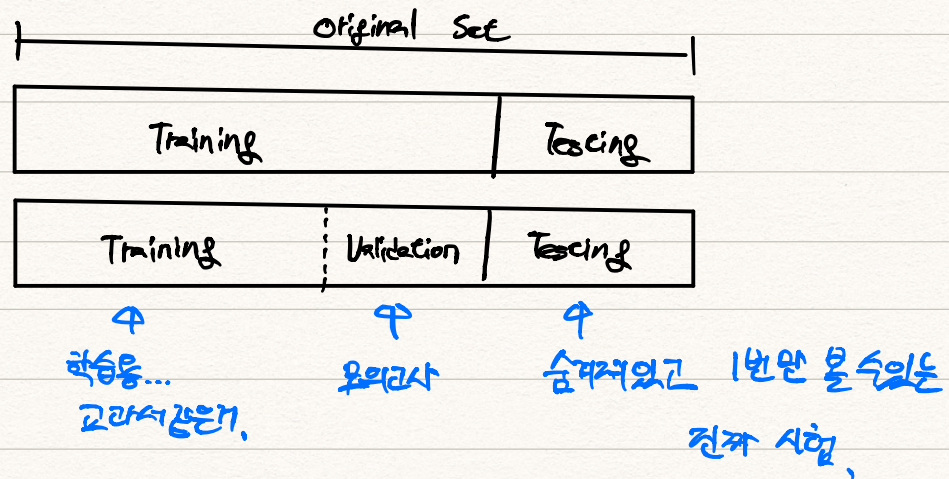 Original Set
Training Testing
Training Validation Testing
학습용... 모의고사 숨겨져있고 1번만 볼 수있는
교과서같은거. 진짜 시험.